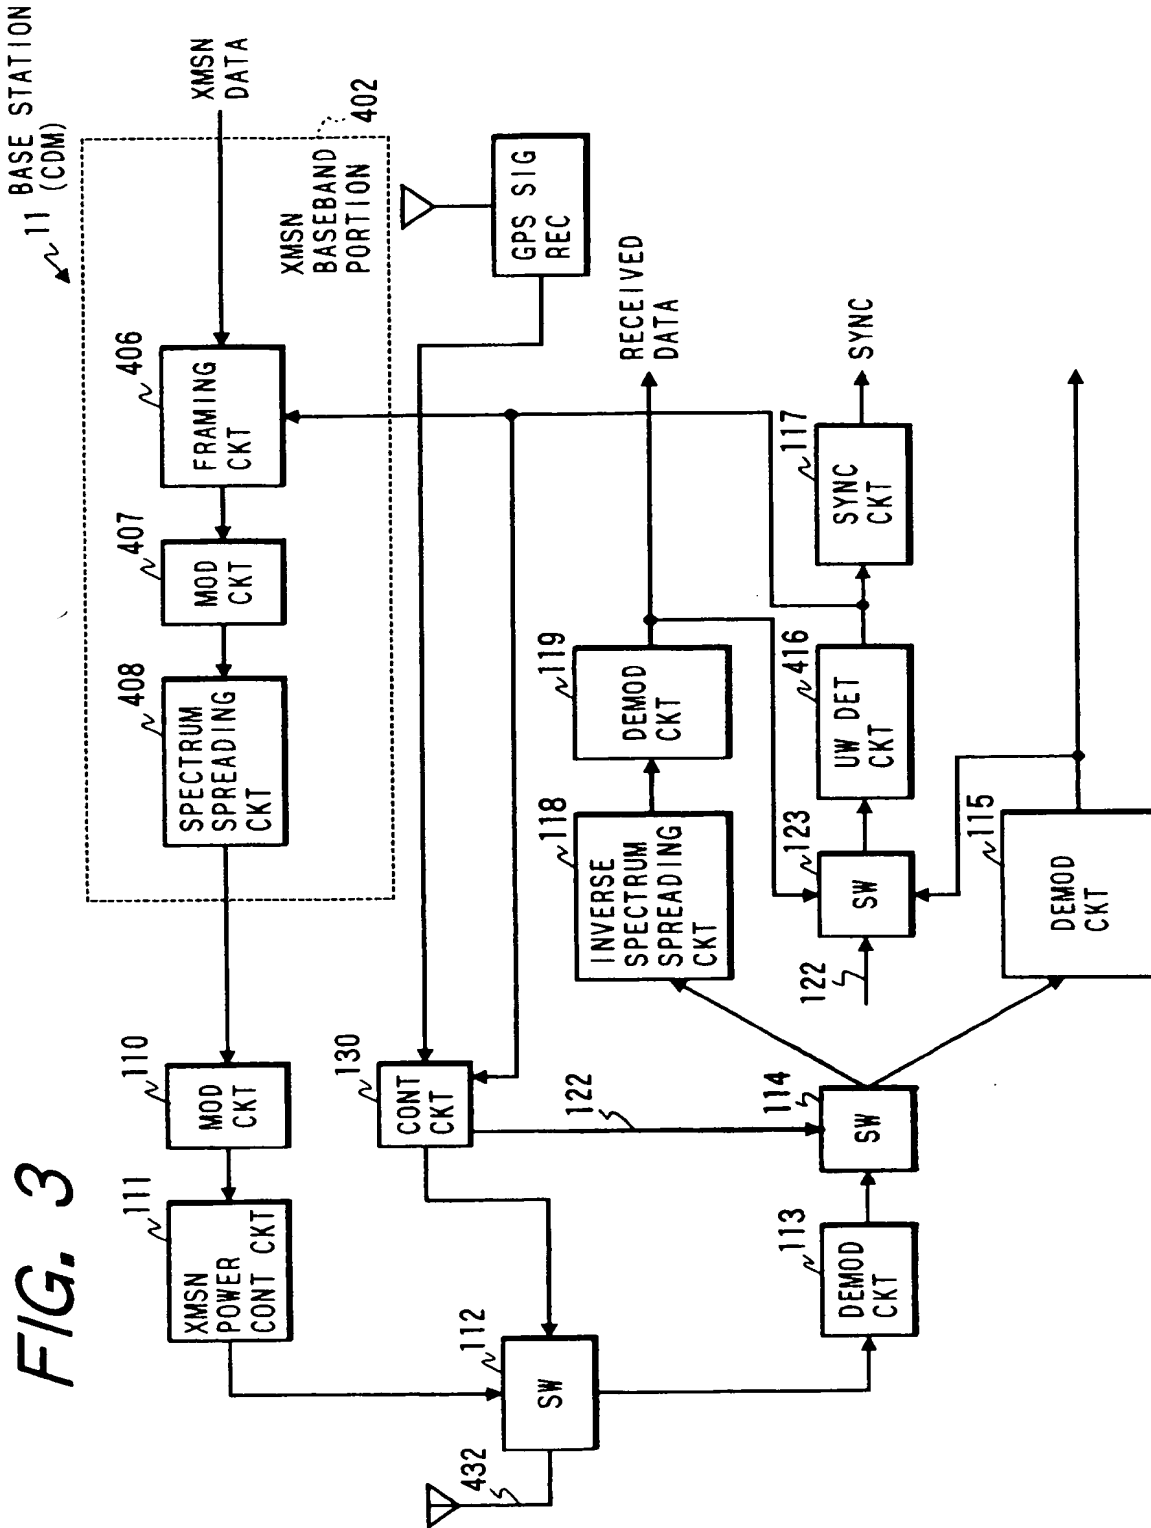 FIG. 3
11 BASE STATION
(CDM)
XMSN
DATA
402
XMSN
BASEBAND
PORTION
406
FRAMING
CKT
407
MOD
CKT
408
SPECTRUM
SPREADING
CKT
110
MOD
CKT
111
XMSN
POWER
CONT CKT
GPS SIG
REC
130
CONT
CKT
122
112
SW
432
RECEIVED
DATA
119
DEMOD
CKT
118
INVERSE
SPECTRUM
SPREADING
CKT
SYNC
117
SYNC
CKT
416
UW DET
CKT
123
SW
122
114
SW
113
DEMOD
CKT
115
DEMOD
CKT